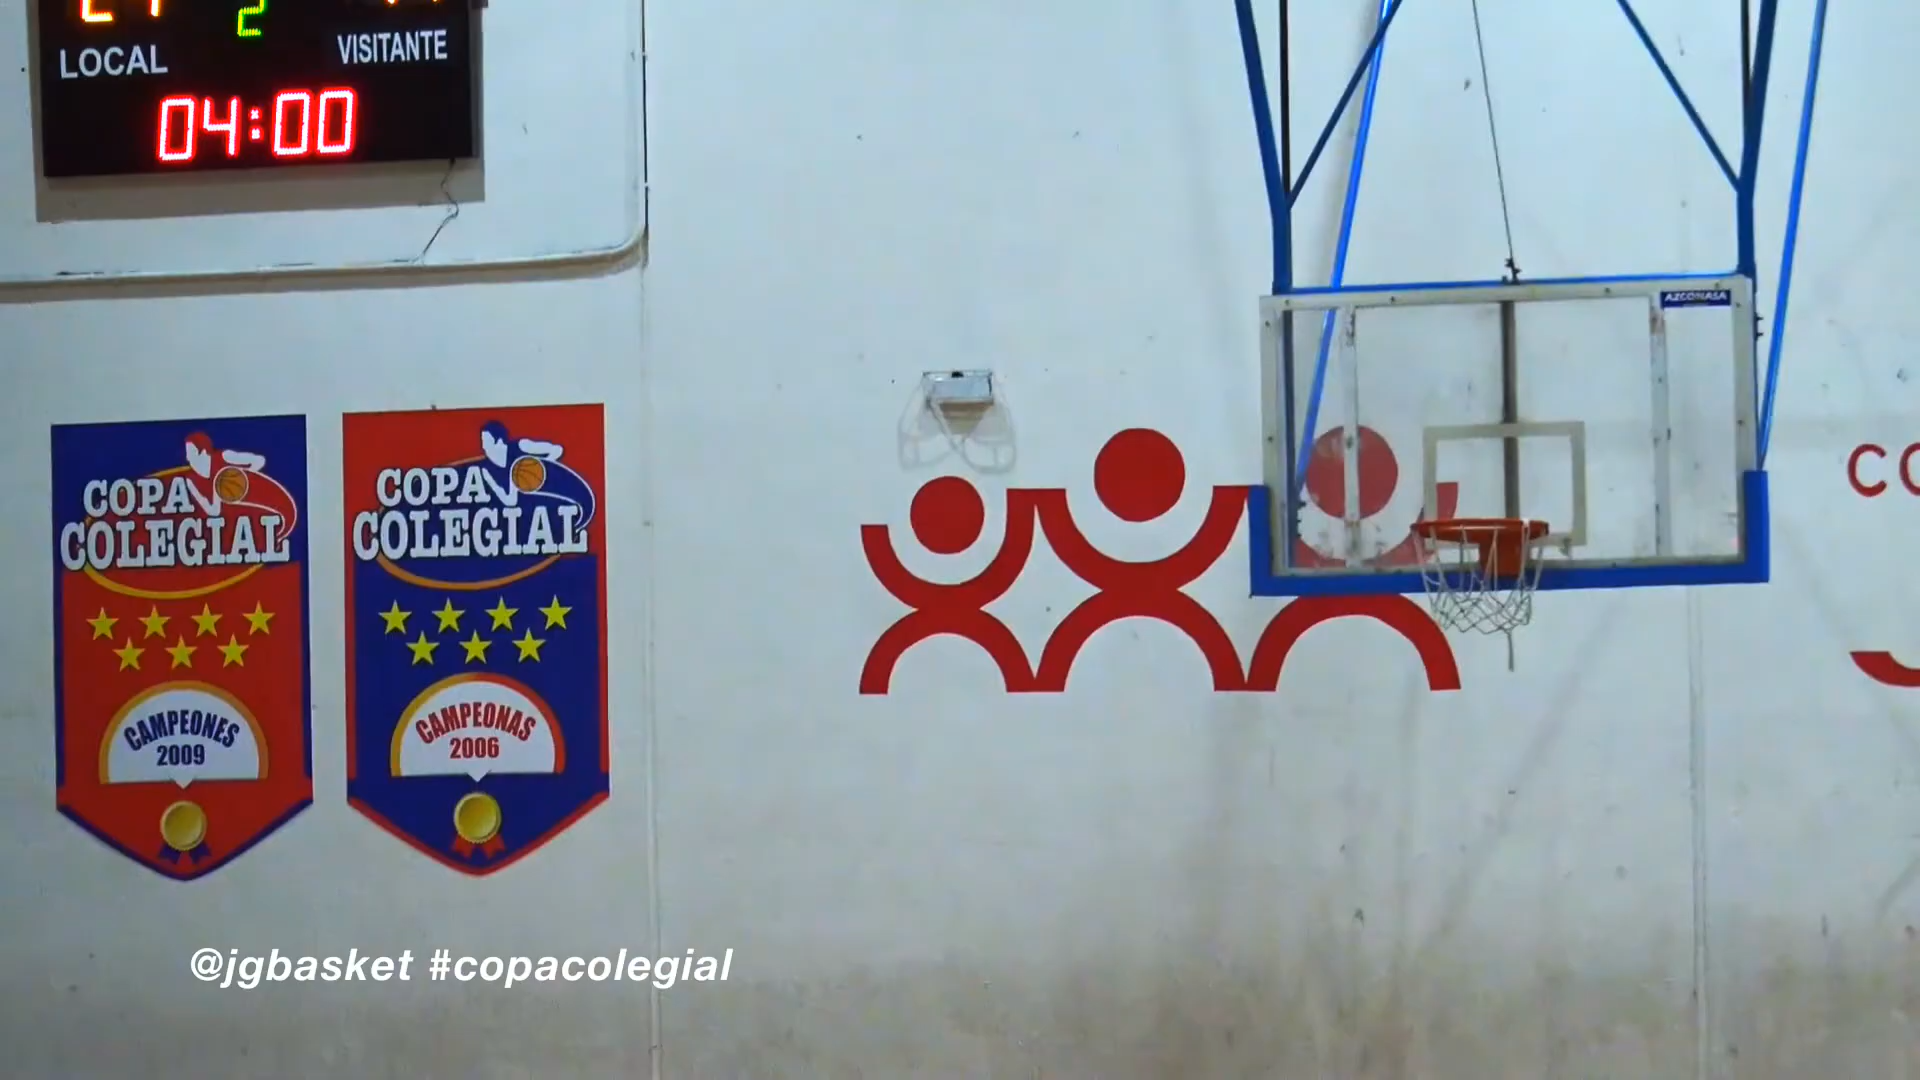 2
LOCAL
VISITANTE
04:00
AZCONASA
COPA
COLEGIAL
CAMPEONES
2009
COPA
COLEGIAL
CAMPEONAS
2006
@jgbasket #copacolegial